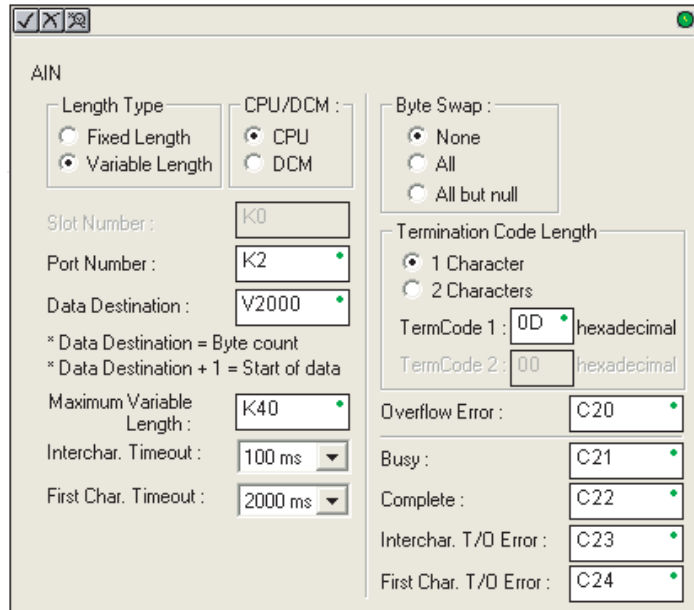 AIN
Length Type
Fixed Length
Variable Length
CPU/DCM :
CPU
DCM
Slot Number : K0
Port Number : K2
Data Destination : V2000
* Data Destination = Byte count
* Data Destination + 1 = Start of data
Maximum Variable
Length : K40
Interchar. Timeout : 100 ms
First Char. Timeout : 2000 ms
Byte Swap :
None
All
All but null
Termination Code Length
1 Character
2 Characters
TermCode 1 : 0D hexadecimal
TermCode 2 : 00 hexadecimal
Overflow Error : C20
Busy : C21
Complete : C22
Interchar. T/O Error : C23
First Char. T/O Error : C24